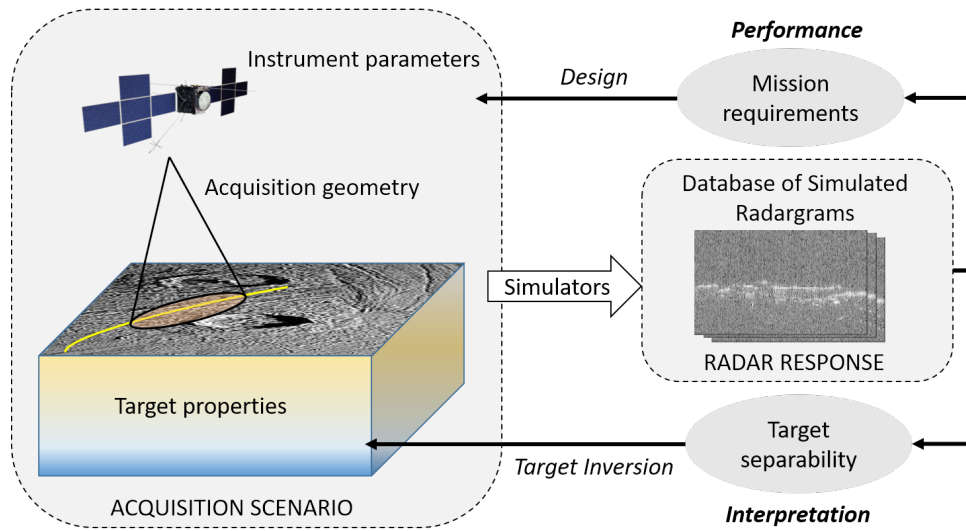 Instrument parameters
Acquisition geometry
Target properties
ACQUISITION SCENARIO
Simulators
Performance
Design
Mission
requirements
Database of Simulated
Radargrams
RADAR RESPONSE
Target
separability
Target Inversion
Interpretation